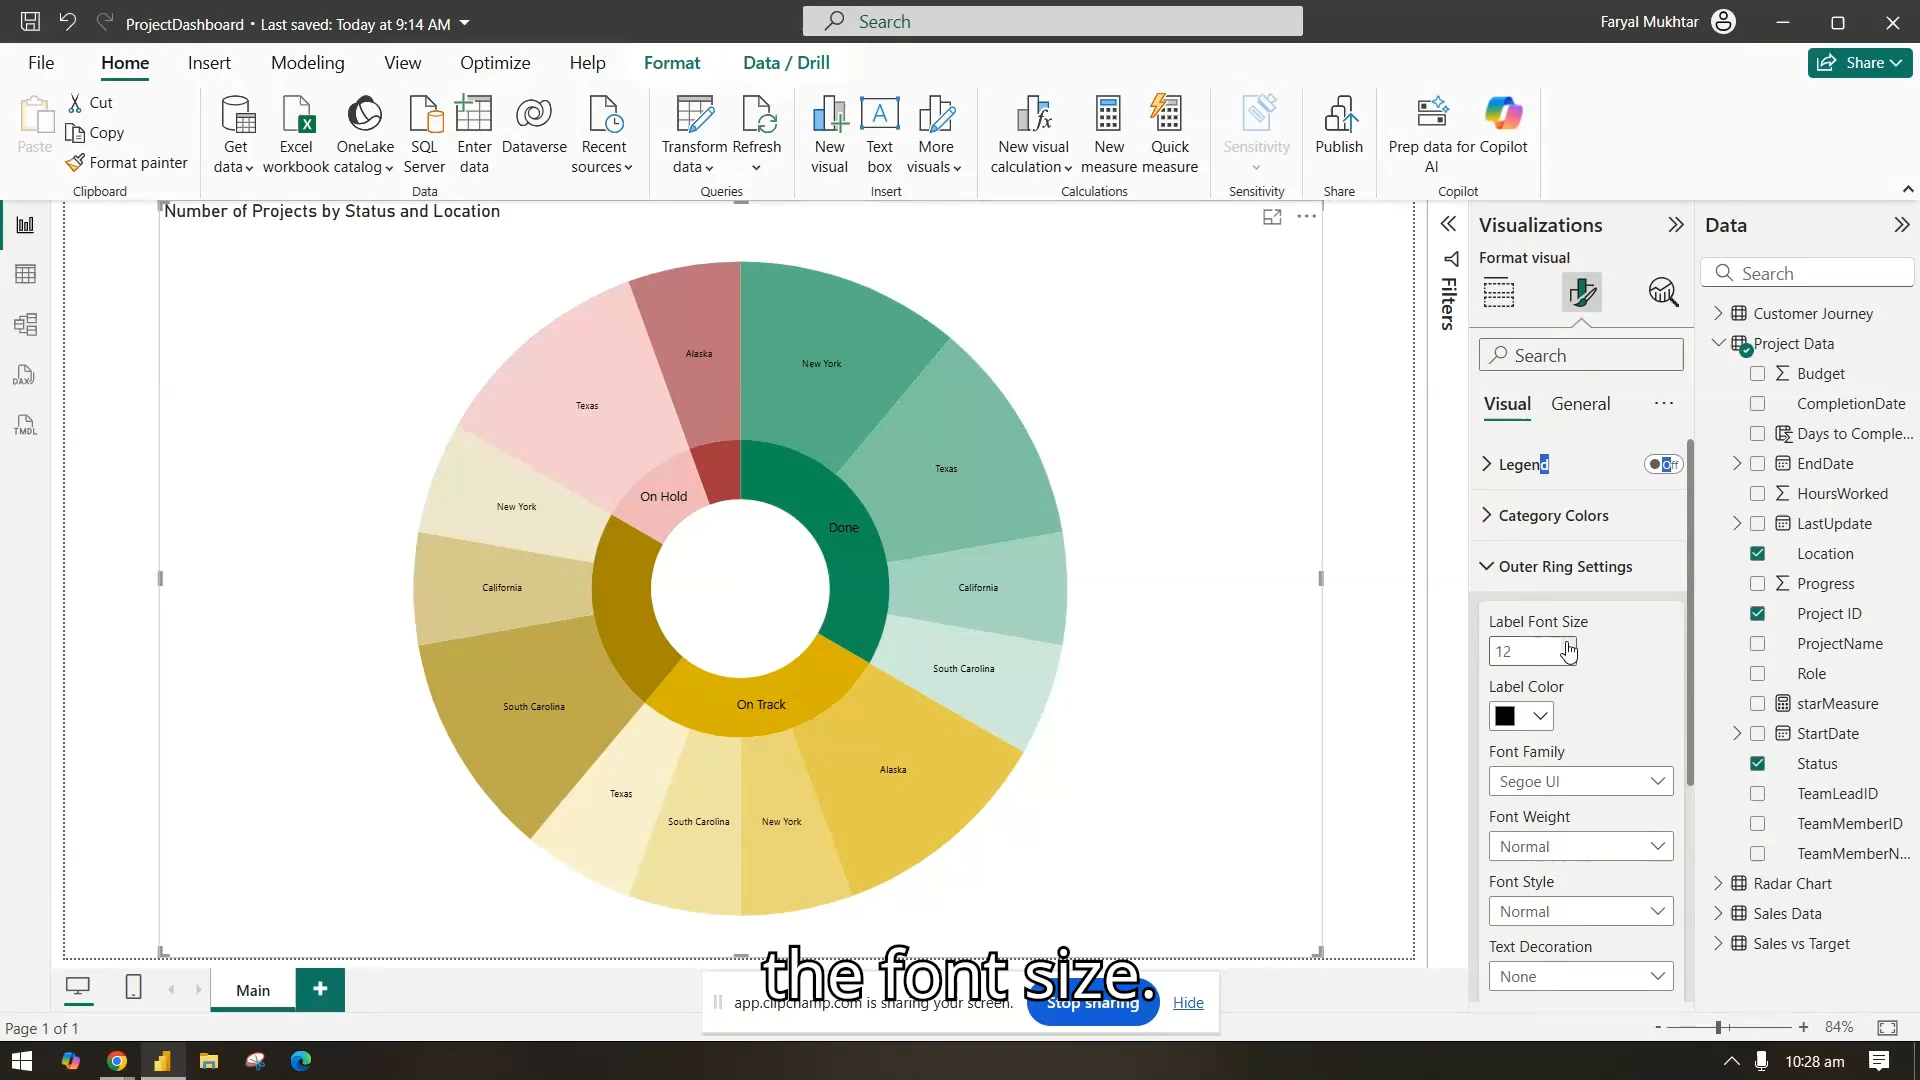 ProjectDashboard • Last saved: Today at 9:14 AM
Search
Faryal Mukhtar
File
Home
Insert
Modeling
View
Optimize
Help
Format
Data / Drill
Share
Paste
Cut
Copy
Format painter
Clipboard
Get data
Excel workbook
OneLake catalog
SQL Server
Enter data
Dataverse
Recent sources
Data
Transform data
Refresh
Queries
New visual
Text box
More visuals
Insert
New visual calculation
New measure
Quick measure
Calculations
Sensitivity
Sensitivity
Publish
Share
Prep data for AI
Copilot
Copilot
DAX
TMDL
Number of Projects by Status and Location
Alaska
New York
Texas
Texas
On Hold
New York
Done
California
California
South Carolina
South Carolina
On Track
Alaska
Texas
South Carolina
New York
Filters
Visualizations
Format visual
Search
Visual
General
Legend
Off
Category Colors
Outer Ring Settings
Label Font Size
12
Label Color
Font Family
Segoe UI
Font Weight
Normal
Font Style
Normal
Text Decoration
None
Data
Search
Customer Journey
Project Data
Budget
CompletionDate
Days to Comple...
EndDate
HoursWorked
LastUpdate
Location
Progress
Project ID
ProjectName
Role
starMeasure
StartDate
Status
TeamLeadID
TeamMemberID
TeamMemberN...
Radar Chart
Sales Data
Sales vs Target
the font size.
app.clipchamp.com is sharing your screen.
Stop sharing
Hide
Main
Page 1 of 1
84%
10:28 am